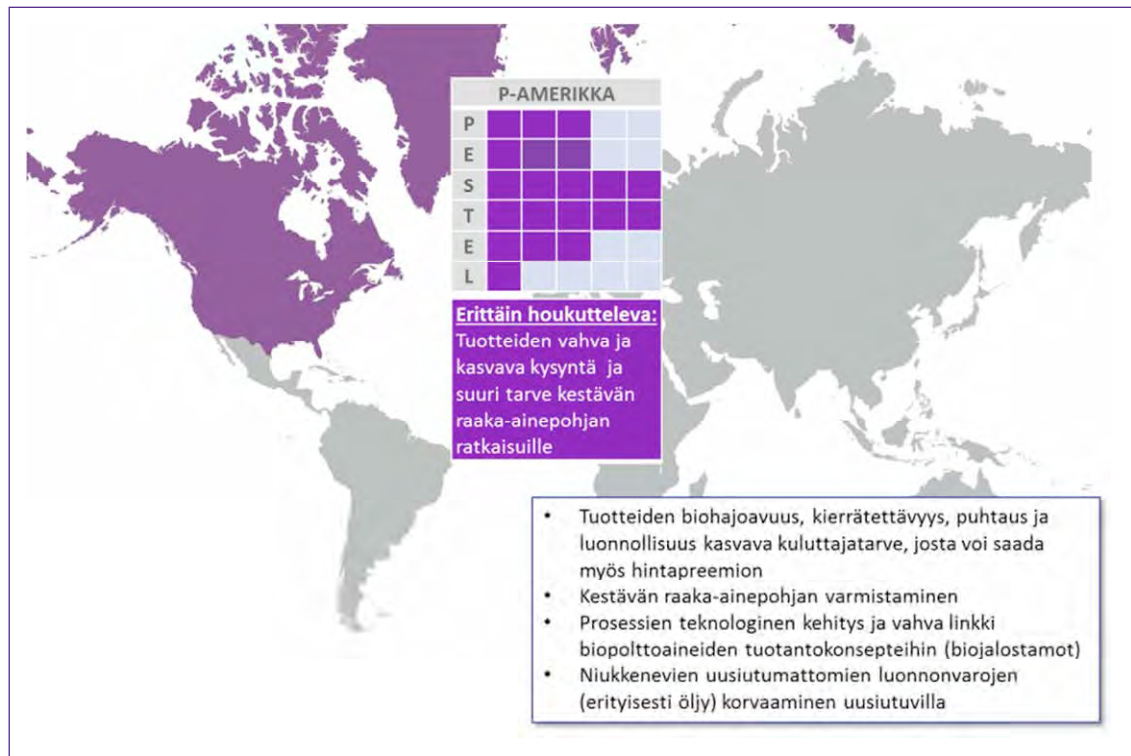 P-AMERIKKA
P
E
S
T
E
L
Erittäin houkutteleva:
Tuotteiden vahva ja
kasvava kysyntä ja
suuri tarve kestävän
raaka-ainepohjan
ratkaisuille
• Tuotteiden biohajoavuus, kierrätettävyys, puhtaus ja
luonnollisuus kasvava kuluttajatarve, josta voi saada
myös hintapreemion
• Kestävän raaka-ainepohjan varmistaminen
• Prosessien teknologinen kehitys ja vahva linkki
biopolttoaineiden tuotantokonsepteihin (biojalostamot)
• Niukkenevien uusiutumattomien luonnonvarojen
(erityisesti öljy) korvaaminen uusiutuvilla